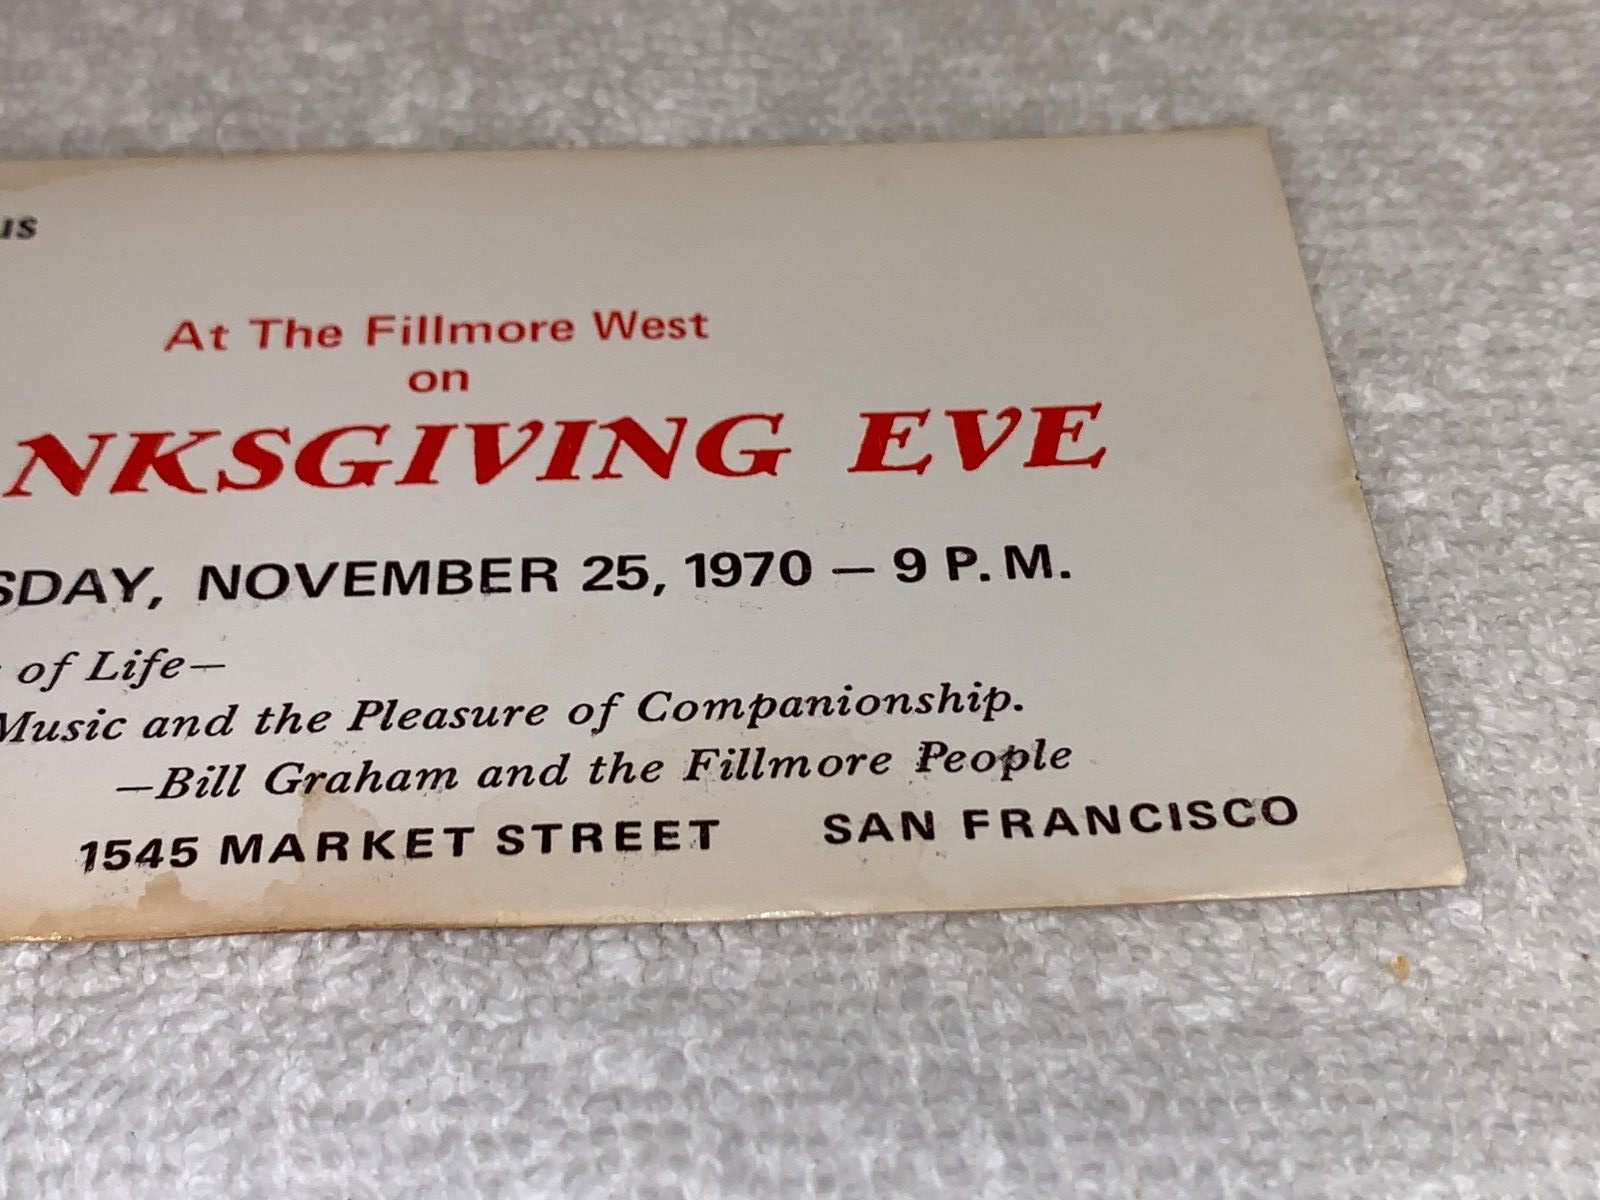 us
At The Fillmore West
on
NKSGIVING EVE
SDAY, NOVEMBER 25, 1970 — 9 P.M.
of Life—
Music and the Pleasure of Companionship.
—Bill Graham and the Fillmore People
1545 MARKET STREET SAN FRANCISCO